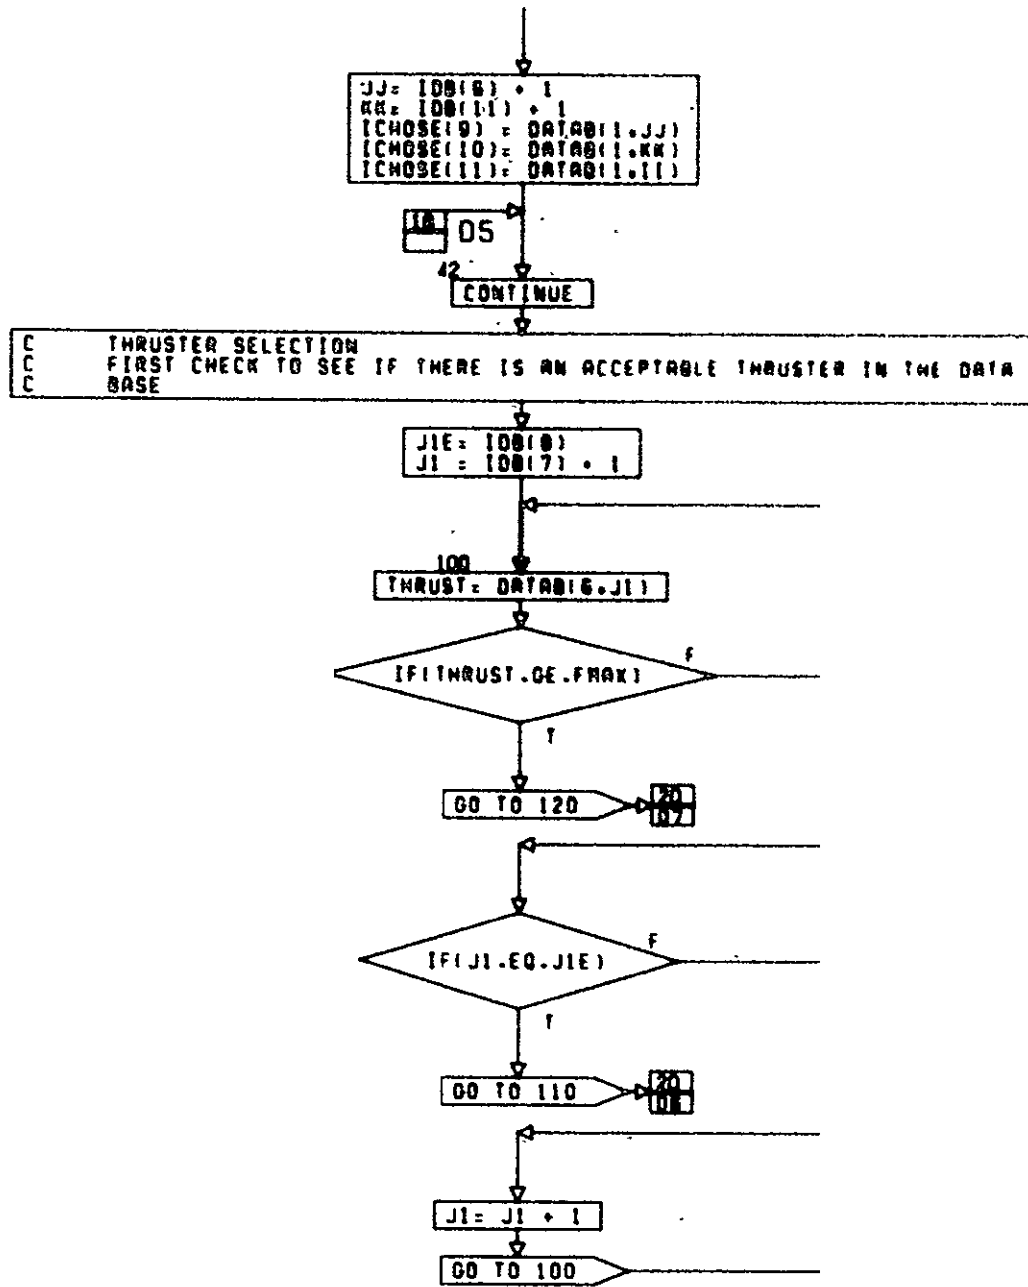 JJ= IDB(6) + 1
KK= IDB(11) + 1
ICHOSE(9) = DATAB(1,JJ)
ICHOSE(10)= DATAB(1,KK)
ICHOSE(11)= DATAB(1,II)
05
42
CONTINUE
C THRUSTER SELECTION
C FIRST CHECK TO SEE IF THERE IS AN ACCEPTABLE THRUSTER IN THE DATA
C BASE
J1E= IDB(8)
J1 = IDB(7) + 1
100
THRUST= DATAB(6,J1)
IF(THRUST.GE.FMAX)
F
T
GO TO 120
20
07
IF(J1.EQ.J1E)
F
T
GO TO 110
20
J1= J1 + 1
GO TO 100